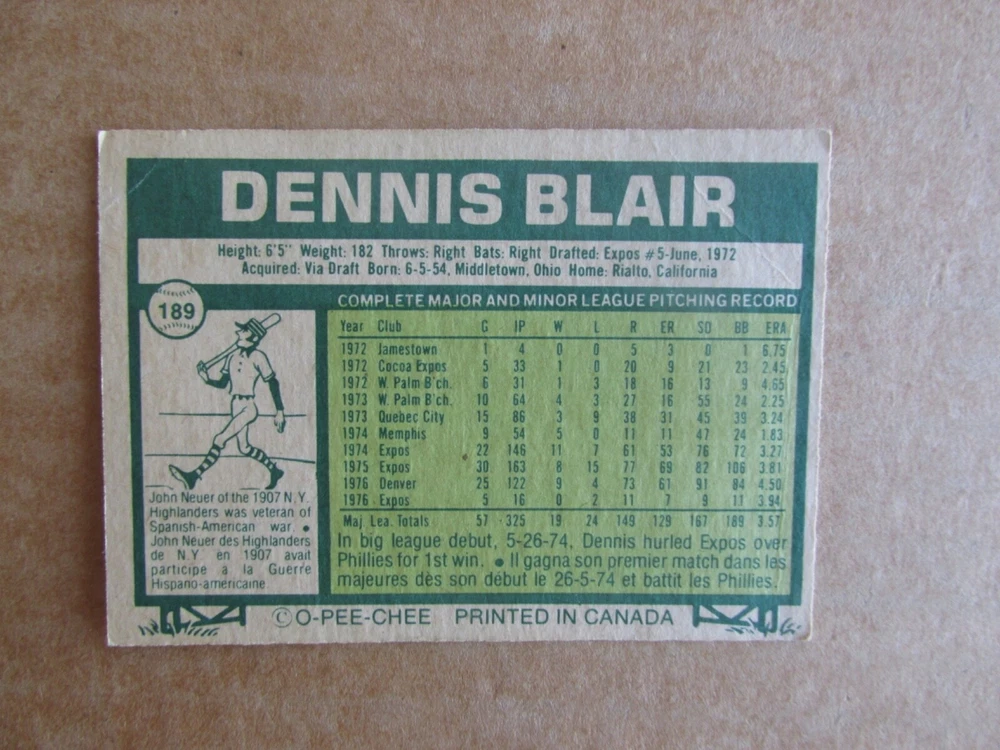 DENNIS BLAIR
Height: 6'5" Weight: 182 Throws: Right Bats: Right Drafted: Expos #5-June, 1972
Acquired: Via Draft Born: 6-5-54, Middletown, Ohio Home: Rialto, California
189
COMPLETE MAJOR AND MINOR LEAGUE PITCHING RECORD
Year Club G IP W L R ER SO BB ERA
1972 Jamestown 1 4 0 0 5 3 0 1 6.75
1972 Cocoa Expos 5 33 1 0 20 9 21 23 2.45
1972 W. Palm B'ch. 6 31 1 3 18 16 13 9 4.65
1973 W. Palm B'ch. 10 64 4 3 27 16 55 24 2.25
1973 Quebec City 15 86 3 9 38 31 45 39 3.24
1974 Memphis 9 54 5 0 11 11 47 24 1.83
1974 Expos 22 146 11 7 61 53 76 72 3.27
1975 Expos 30 163 8 15 77 69 82 106 3.81
1976 Denver 25 122 9 4 73 61 91 84 4.50
1976 Expos 5 16 0 2 11 7 9 11 3.94
Maj. Lea. Totals 57 325 19 24 149 129 167 189 3.57
John Neuer of the 1907 N.Y.
Highlanders was veteran of
Spanish-American war. •
John Neuer des Highlanders
de N.Y. en 1907 avait
participé à la Guerre
Hispano-americaine.
In big league debut, 5-26-74, Dennis hurled Expos over
Phillies for 1st win. • Il gagna son premier match dans les
majeures dès son début le 26-5-74 et battit les Phillies.
© O-PEE-CHEE PRINTED IN CANADA